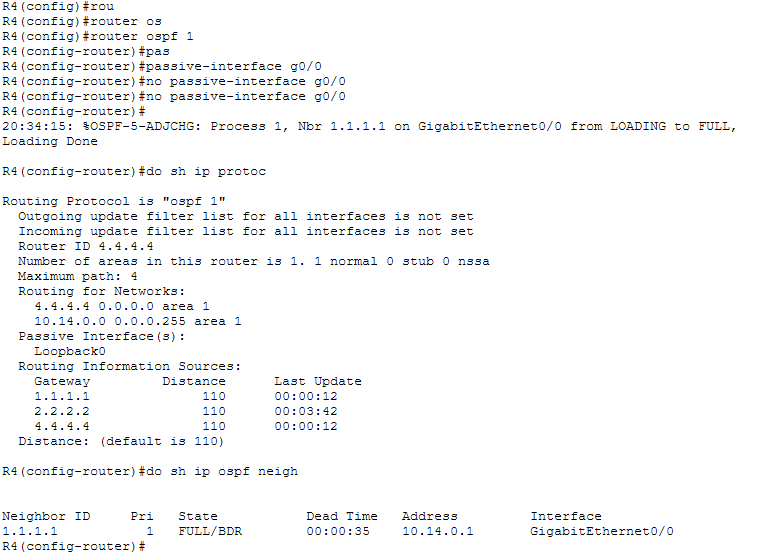 R4(config)#rou
R4(config)#router os
R4(config)#router ospf 1
R4(config-router)#pas
R4(config-router)#passive-interface g0/0
R4(config-router)#no passive-interface g0/0
R4(config-router)#no passive-interface g0/0
R4(config-router)#
20:34:15: %OSPF-5-ADJCHG: Process 1, Nbr 1.1.1.1 on GigabitEthernet0/0 from LOADING to FULL,
Loading Done
R4(config-router)#do sh ip protoc
Routing Protocol is "ospf 1"
Outgoing update filter list for all interfaces is not set
Incoming update filter list for all interfaces is not set
Router ID 4.4.4.4
Number of areas in this router is 1. 1 normal 0 stub 0 nssa
Maximum path: 4
Routing for Networks:
4.4.4.4 0.0.0.0 area 1
10.14.0.0 0.0.0.255 area 1
Passive Interface(s):
Loopback0
Routing Information Sources:
Gateway Distance Last Update
1.1.1.1 110 00:00:12
2.2.2.2 110 00:03:42
4.4.4.4 110 00:00:12
Distance: (default is 110)
R4(config-router)#do sh ip ospf neigh
Neighbor ID Pri State Dead Time Address Interface
1.1.1.1 1 FULL/BDR 00:00:35 10.14.0.1 GigabitEthernet0/0
R4(config-router)#